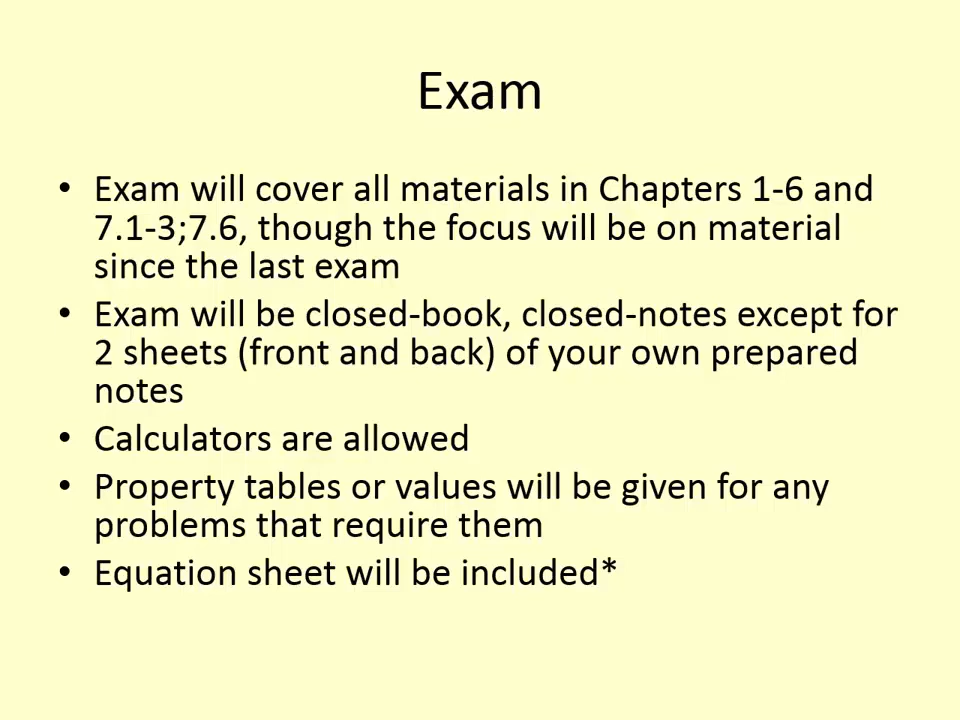 Exam
• Exam will cover all materials in Chapters 1-6 and
7.1-3;7.6, though the focus will be on material
since the last exam
• Exam will be closed-book, closed-notes except for
2 sheets (front and back) of your own prepared
notes
• Calculators are allowed
• Property tables or values will be given for any
problems that require them
• Equation sheet will be included*